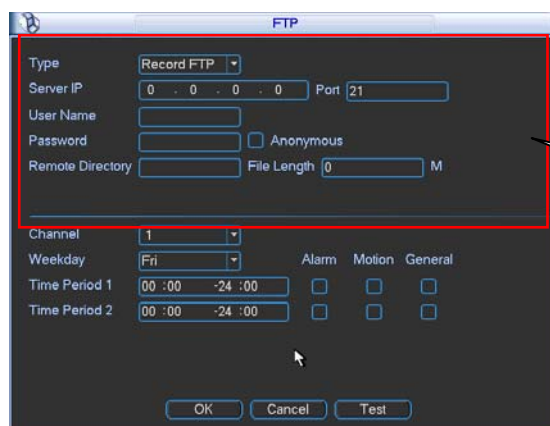 FTP
Type Record FTP
Server IP 0 . 0 . 0 . 0 Port 21
User Name
Password Anonymous
Remote Directory File Length 0 M
Channel 1
Weekday Fri Alarm Motion General
Time Period 1 00 :00 -24 :00
Time Period 2 00 :00 -24 :00
OK Cancel Test